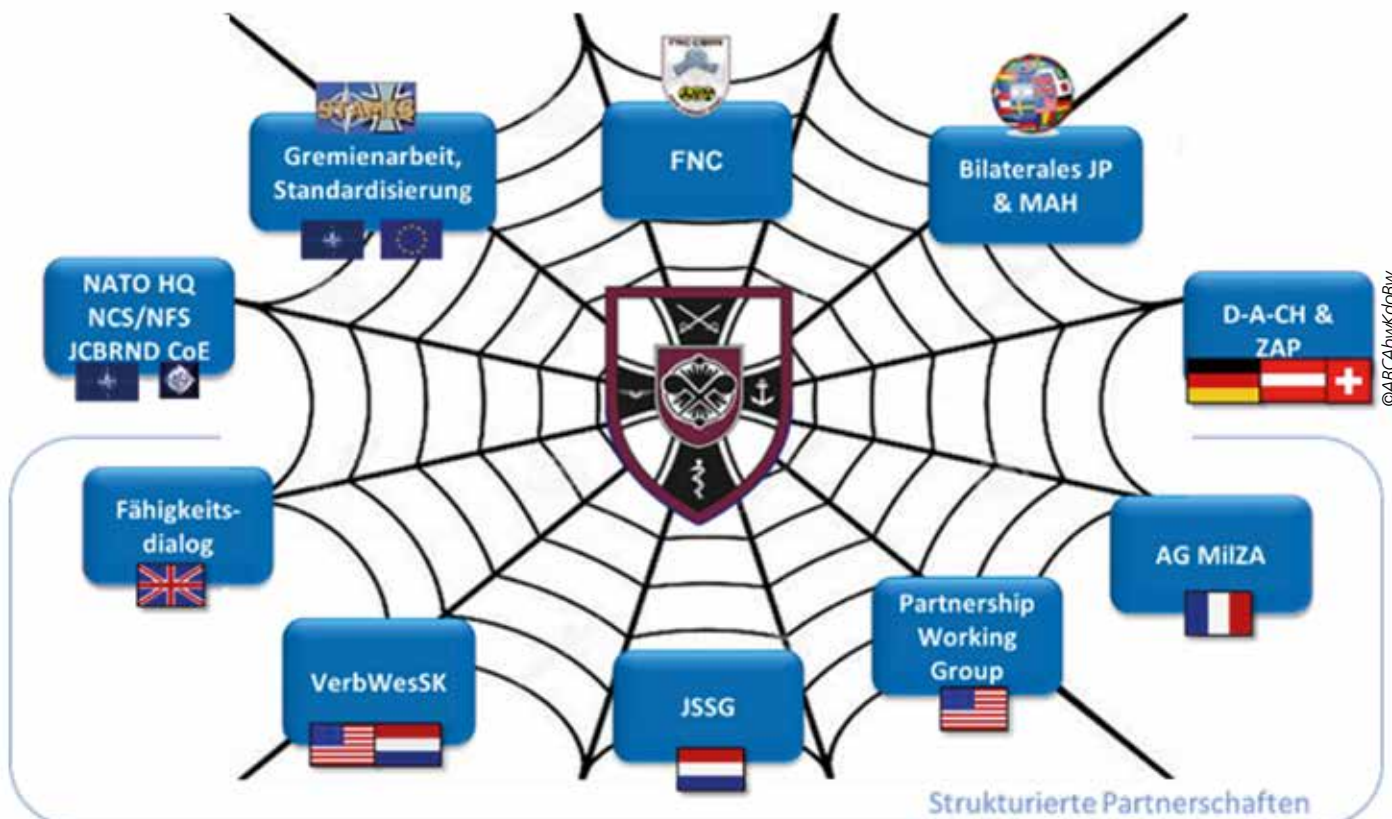 Gremienarbeit,
Standardisierung
FNC
Bilaterales JP
& MAH
NATO HQ
NCS/NFS
JCBRND CoE
D-A-CH &
ZAP
©ABCAbwKdoBw
Fähigkeits-
dialog
AG MilZA
Partnership
Working
Group
VerbWesSK
JSSG
Strukturierte Partnerschaften